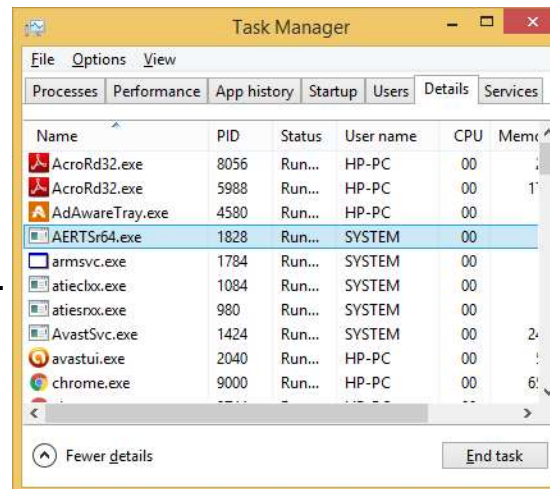 Task Manager
File Options View
Processes Performance App history Startup Users Details Services
Name PID Status User name CPU
AcroRd32.exe 8056 Run... HP-PC 00
AcroRd32.exe 5988 Run... HP-PC 00
AdAwareTray.exe 4580 Run... HP-PC 00
AERTSr64.exe 1828 Run... SYSTEM 00
armsvc.exe 1784 Run... SYSTEM 00
atieclxx.exe 1084 Run... SYSTEM 00
atiesrxx.exe 980 Run... SYSTEM 00
AvastSvc.exe 1424 Run... SYSTEM 00
avastui.exe 2040 Run... HP-PC 00
chrome.exe 9000 Run... HP-PC 00
Fewer details End task